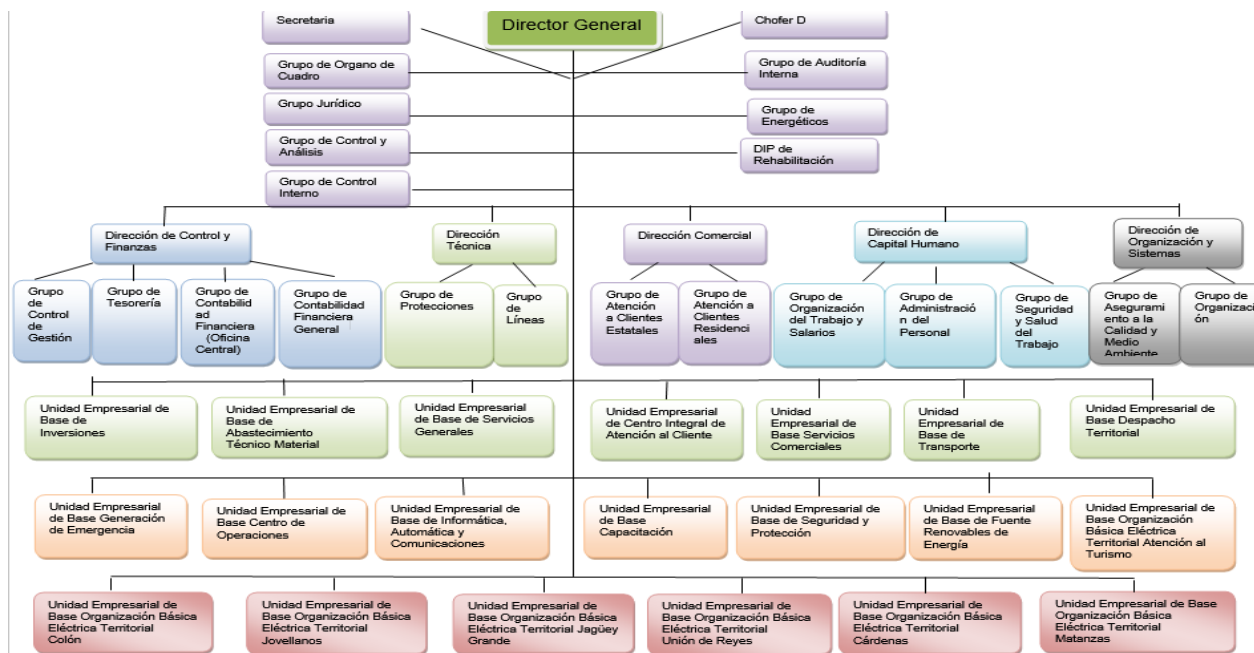 Secretaria
Director General
Chofer D
Grupo de Organo de
Cuadro
Grupo de Auditoría
Interna
Grupo Jurídico
Grupo de
Energéticos
Grupo de Control y
Análisis
DIP de
Rehabilitación
Grupo de Control
Interno
Dirección de Control y
Finanzas
Dirección
Técnica
Dirección Comercial
Dirección de
Capital Humano
Dirección de
Organización y
Sistemas
Grupo
de
Control
de
Gestión
Grupo de
Tesorería
Grupo de
Contabilid
ad
Financiera
(Oficina
Central)
Grupo de
Contabilidad
Financiera
General
Grupo de
Protecciones
Grupo
de
Líneas
Grupo de
Atención
a Clientes
Estatales
Grupo de
Atención a
Clientes
Residenci
ales
Grupo de
Organización
del Trabajo y
Salarios
Grupo de
Administració
n del
Personal
Grupo de
Seguridad
y Salud
del
Trabajo
Grupo de
Asegurami
ento a la
Calidad y
Medio
Ambiente
Grupo de
Organizaci
ón
Unidad Empresarial de
Base de
Inversiones
Unidad Empresarial de
Base de
Abastecimiento
Técnico Material
Unidad Empresarial
de Base de Servicios
Generales
Unidad Empresarial
de Centro Integral de
Atención al Cliente
Unidad
Empresarial de
Base Servicios
Comerciales
Unidad
Empresarial de
Base de
Transporte
Unidad Empresarial de
Base Despacho
Territorial
Unidad Empresarial
de Base Generación
de Emergencia
Unidad Empresarial de
Base Centro de
Operaciones
Unidad Empresarial de
Base de Informática,
Automática y
Comunicaciones
Unidad Empresarial
de Base
Capacitación
Unidad Empresarial de
Base de Seguridad y
Protección
Unidad Empresarial
de Base de Fuente
Renovables de
Energía
Unidad Empresarial de
Base Organización
Básica Eléctrica
Territorial Atención al
Turismo
Unidad Empresarial de
Base Organización Básica
Eléctrica Territorial
Colón
Unidad Empresarial de
Base Organización Básica
Eléctrica Territorial
Jovellanos
Unidad Empresarial de
Base Organización Básica
Eléctrica Territorial Jagüey
Grande
Unidad Empresarial de
Base Organización Básica
Eléctrica Territorial
Unión de Reyes
Unidad Empresarial de
Base Organización Básica
Eléctrica Territorial
Cárdenas
Unidad Empresarial de Base
Organización Básica
Eléctrica Territorial
Matanzas